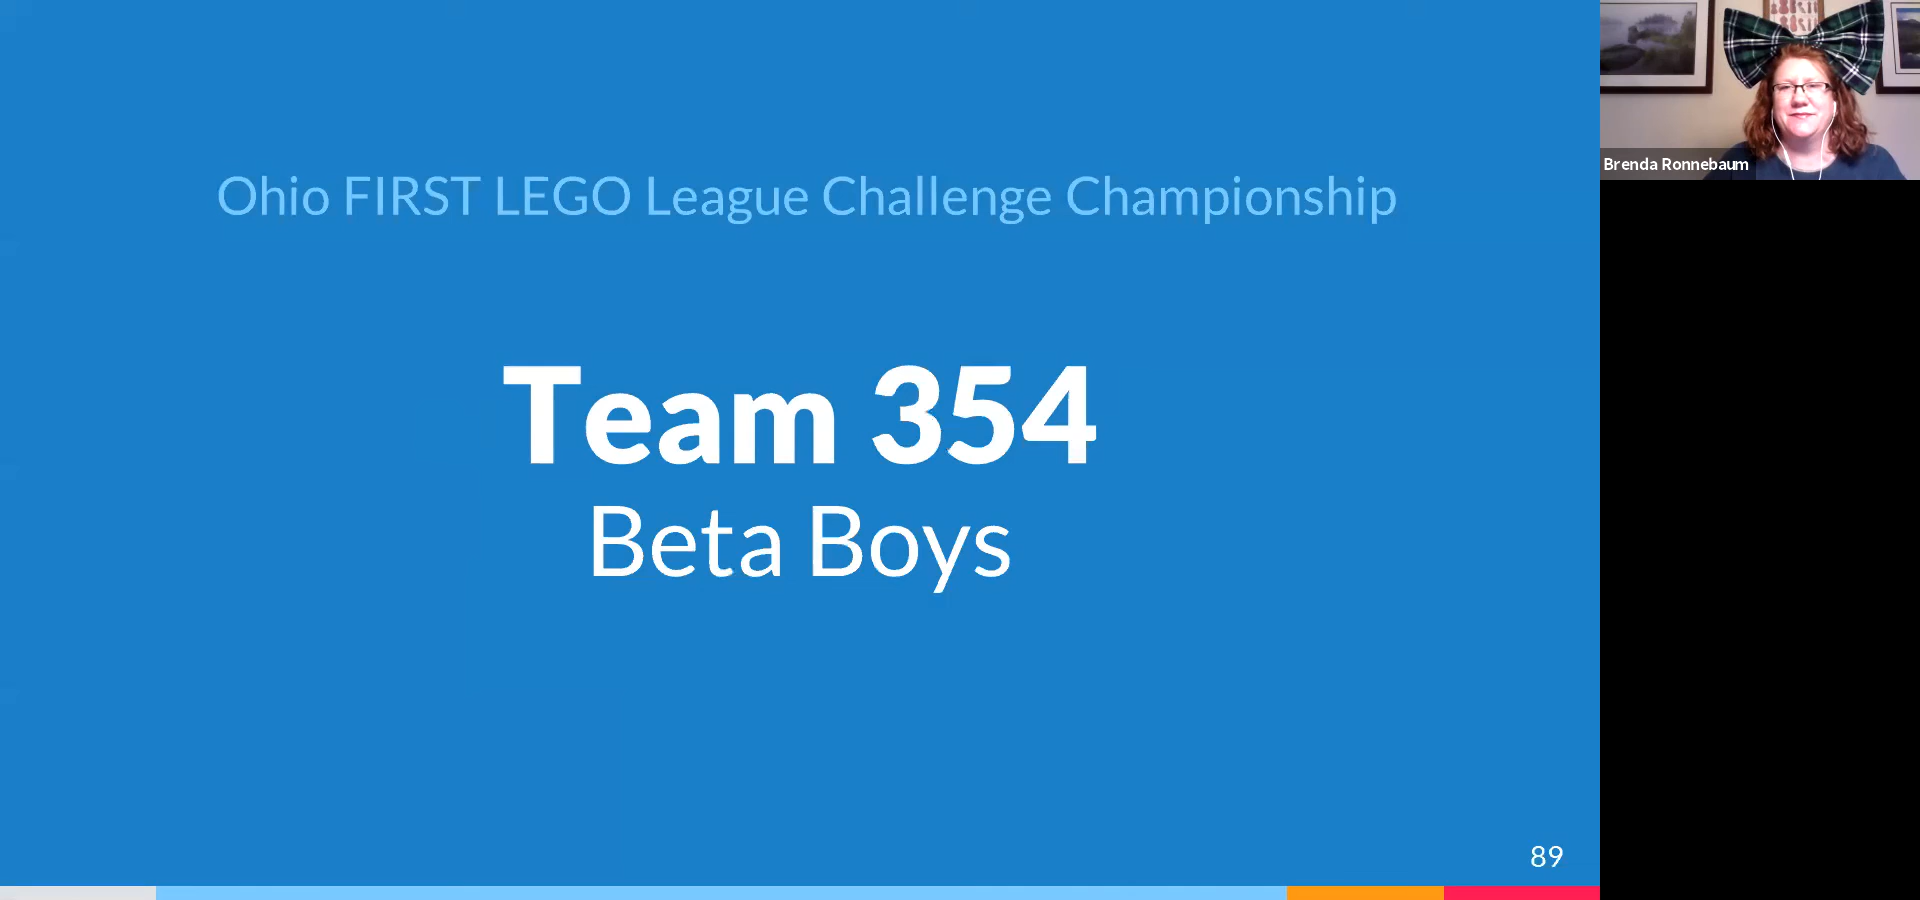 Ohio FIRST LEGO League Challenge Championship
Team 354
Beta Boys
89
Brenda Ronnebaum